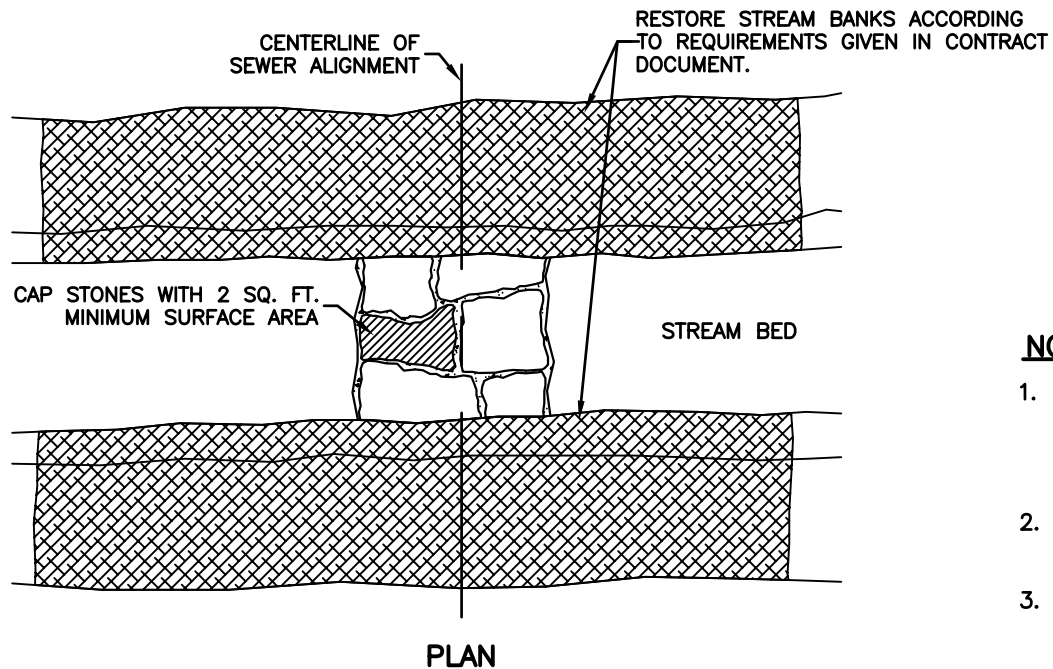 CENTERLINE OF
SEWER ALIGNMENT
RESTORE STREAM BANKS ACCORDING
TO REQUIREMENTS GIVEN IN CONTRACT
DOCUMENT.
CAP STONES WITH 2 SQ. FT.
MINIMUM SURFACE AREA
STREAM BED
NO
1.
2.
3.
PLAN